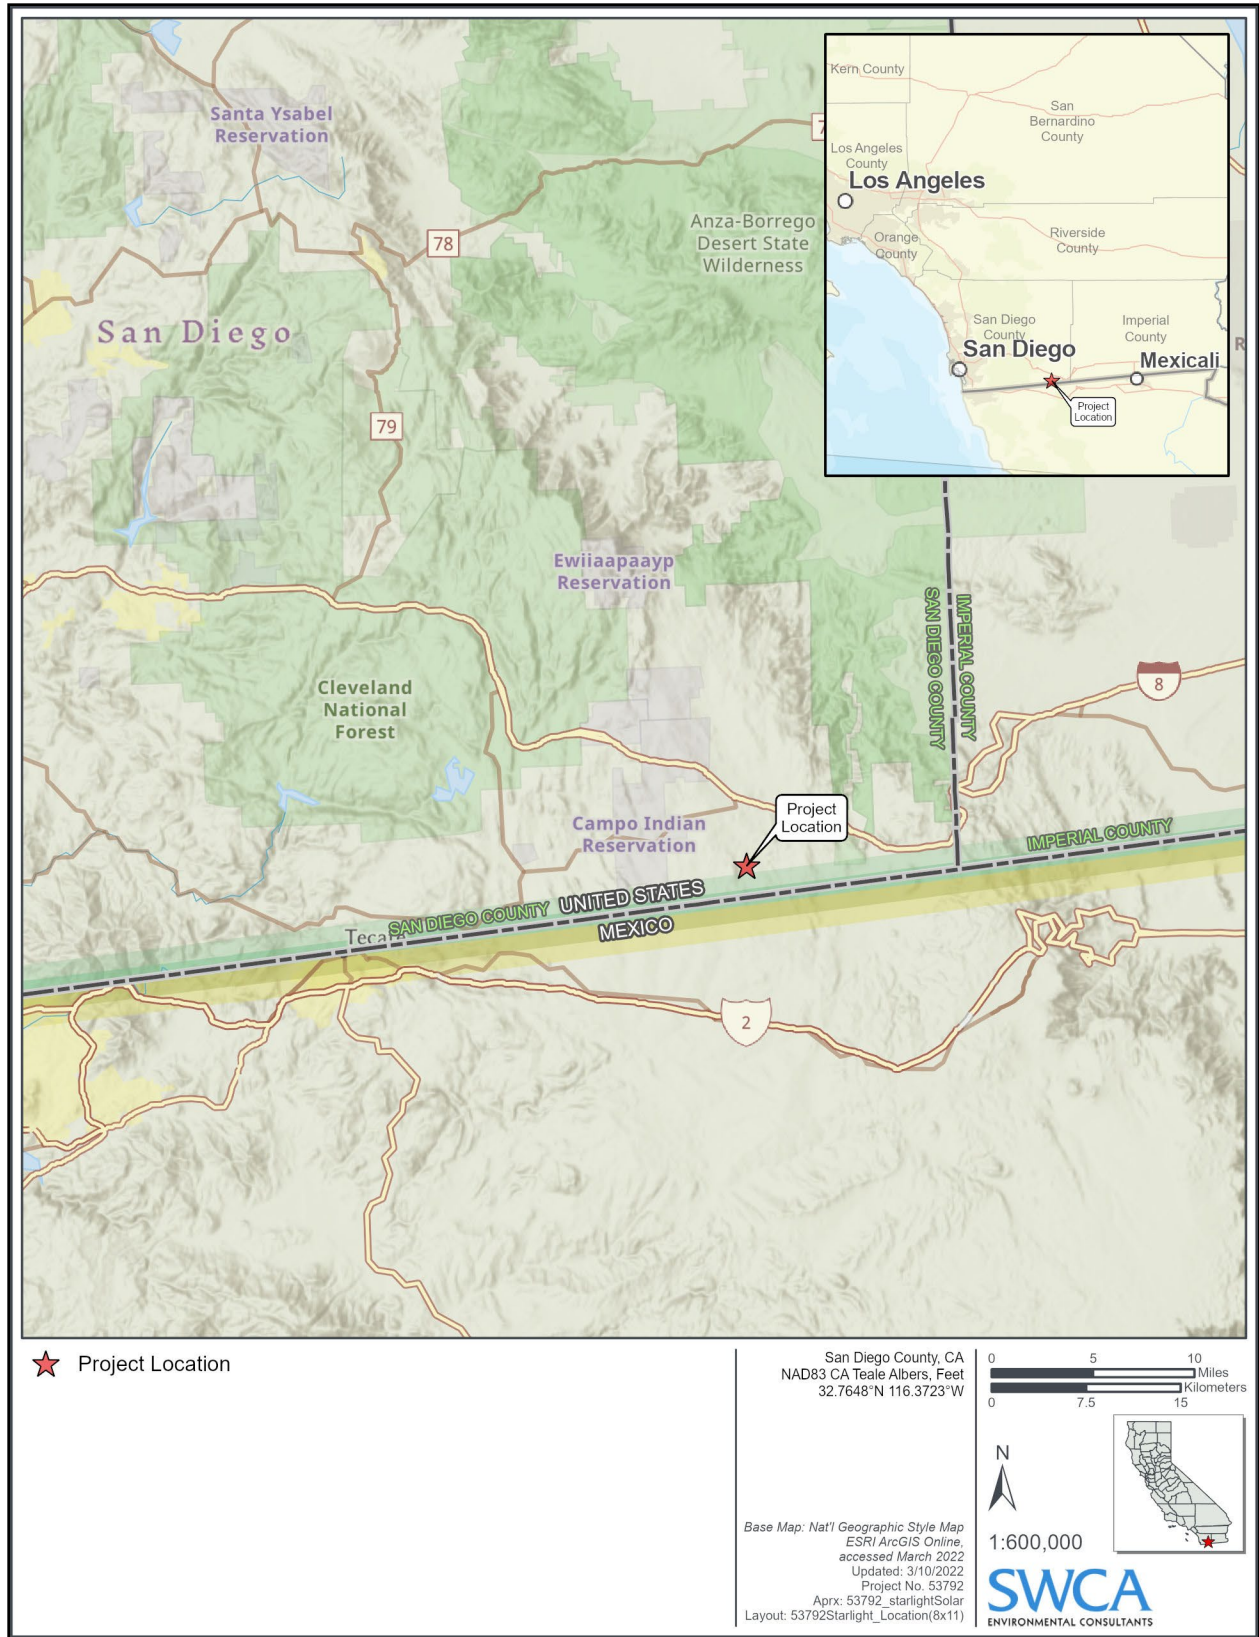 Santa Ysabel
Reservation
78
Anza-Borrego
Desert State
Wilderness
San Diego
79
Ewiiaapaayp
Reservation
SAN DIEGO COUNTY
IMPERIAL COUNTY
8
Cleveland
National
Forest
Campo Indian
Reservation
Project
Location
IMPERIAL COUNTY
SAN DIEGO COUNTY
UNITED STATES
MEXICO
2
Kern County
San
Bernardino
County
Los Angeles
County
Los Angeles
Orange
County
Riverside
County
San Diego
County
Imperial
County
San Diego
Mexicali
Project
Location
Project Location
San Diego County, CA
NAD83 CA Teale Albers, Feet
32.7648°N 116.3723°W
Base Map: Nat'l Geographic Style Map
ESRI ArcGIS Online,
accessed March 2022
Updated: 3/10/2022
Project No. 53792
Aprx: 53792_starlightSolar
Layout: 53792Starlight_Location(8x11)
0 5 10
Miles
Kilometers
0 7.5 15
N
1:600,000
SWCA
ENVIRONMENTAL CONSULTANTS